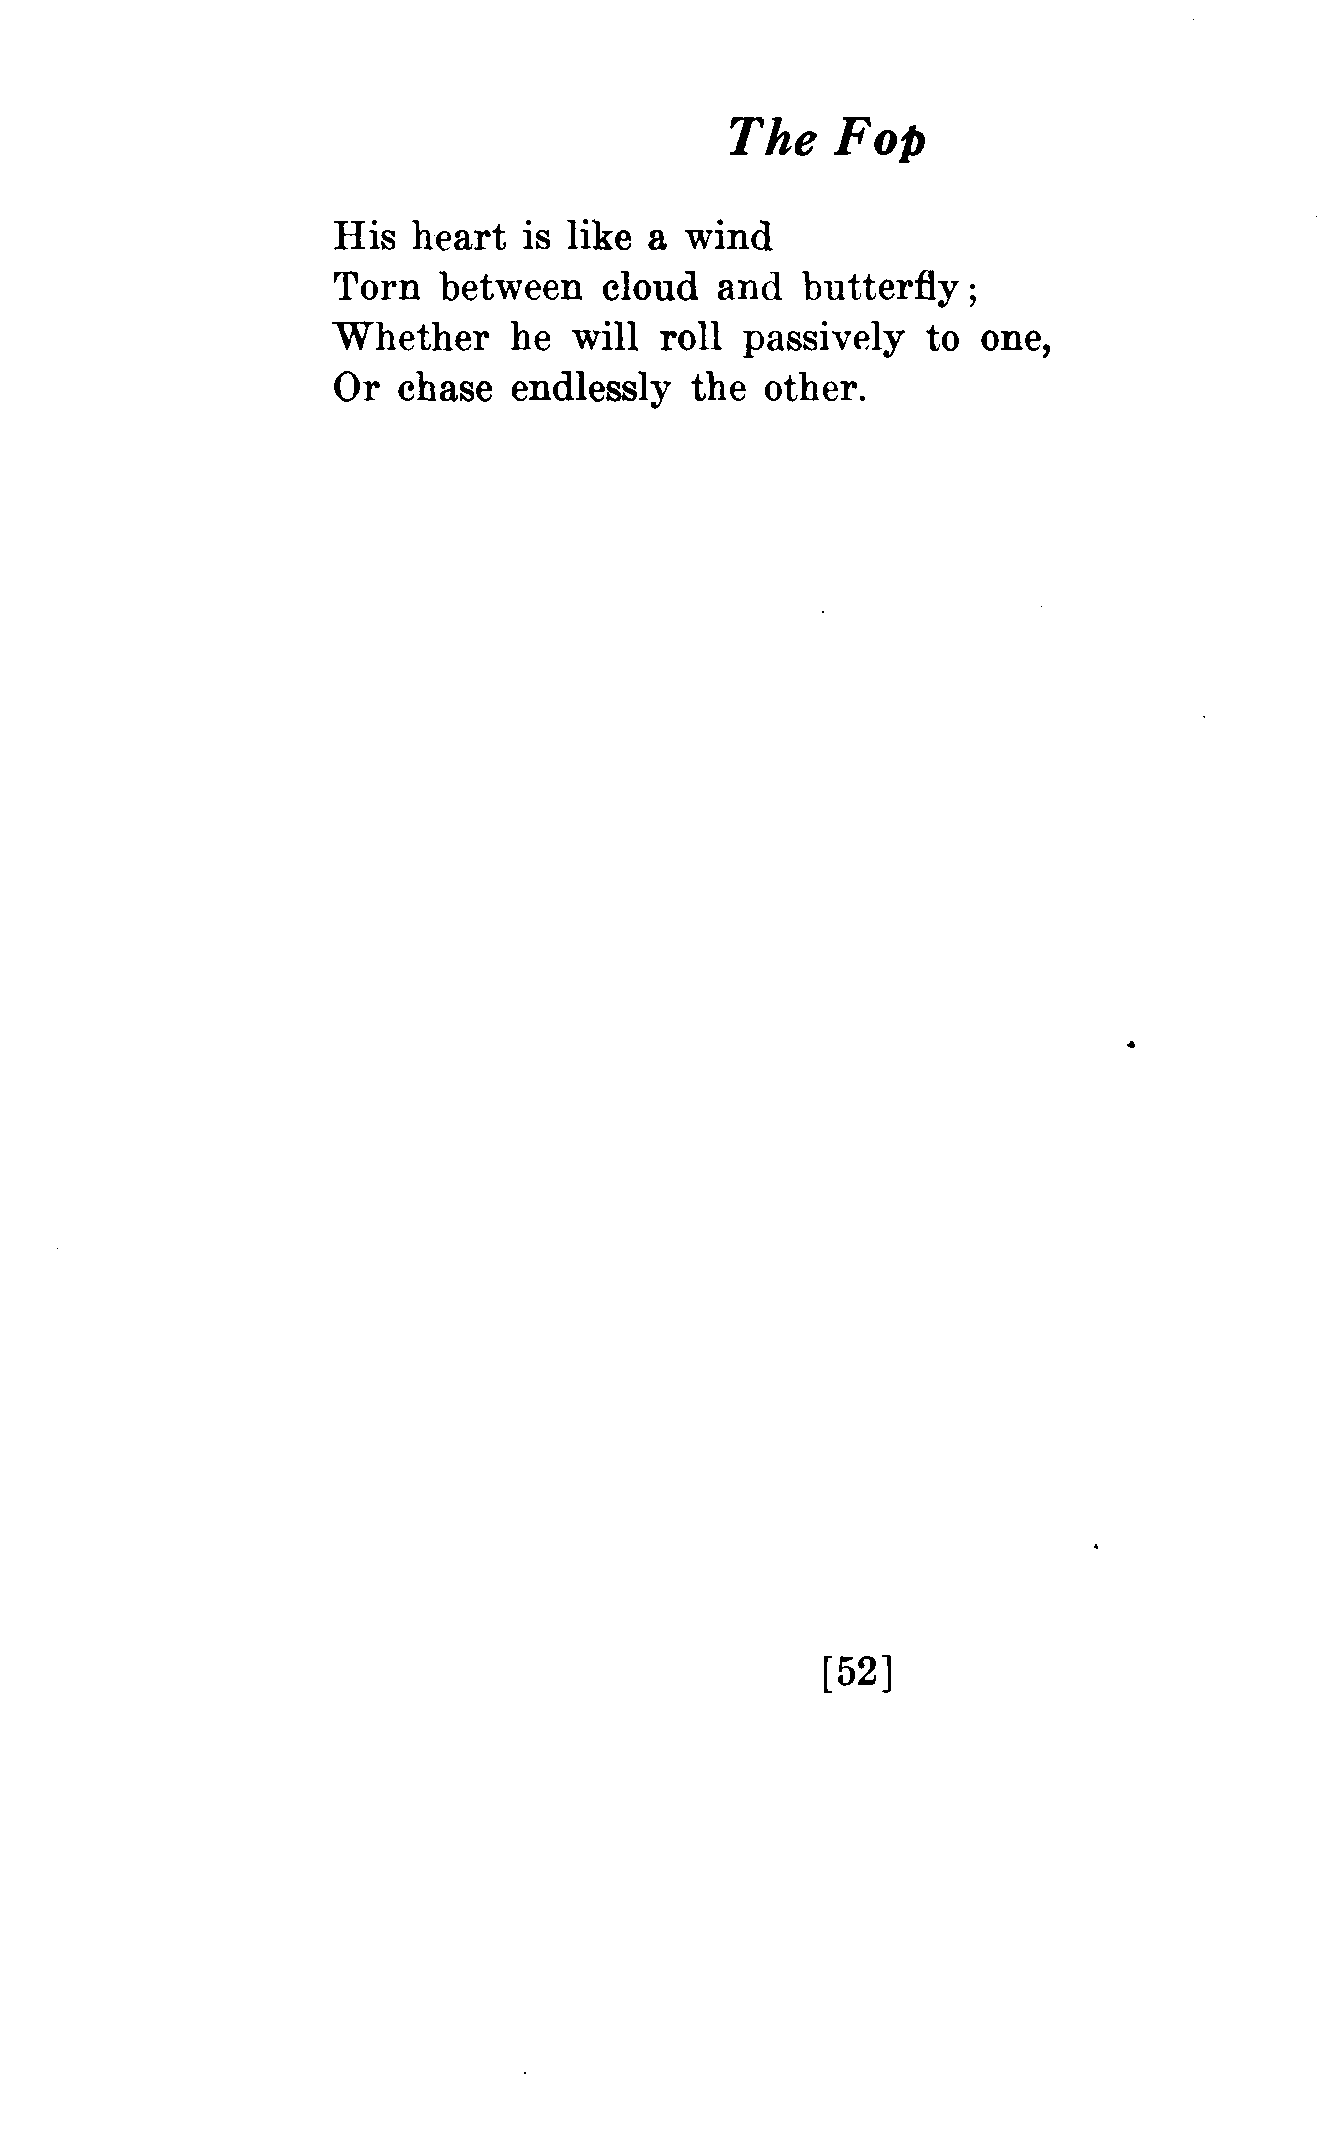 The Fop
His heart is like a wind
Torn between cloud and butterfly;
Whether he will roll passively to one,
Or chase endlessly the other.
[52]